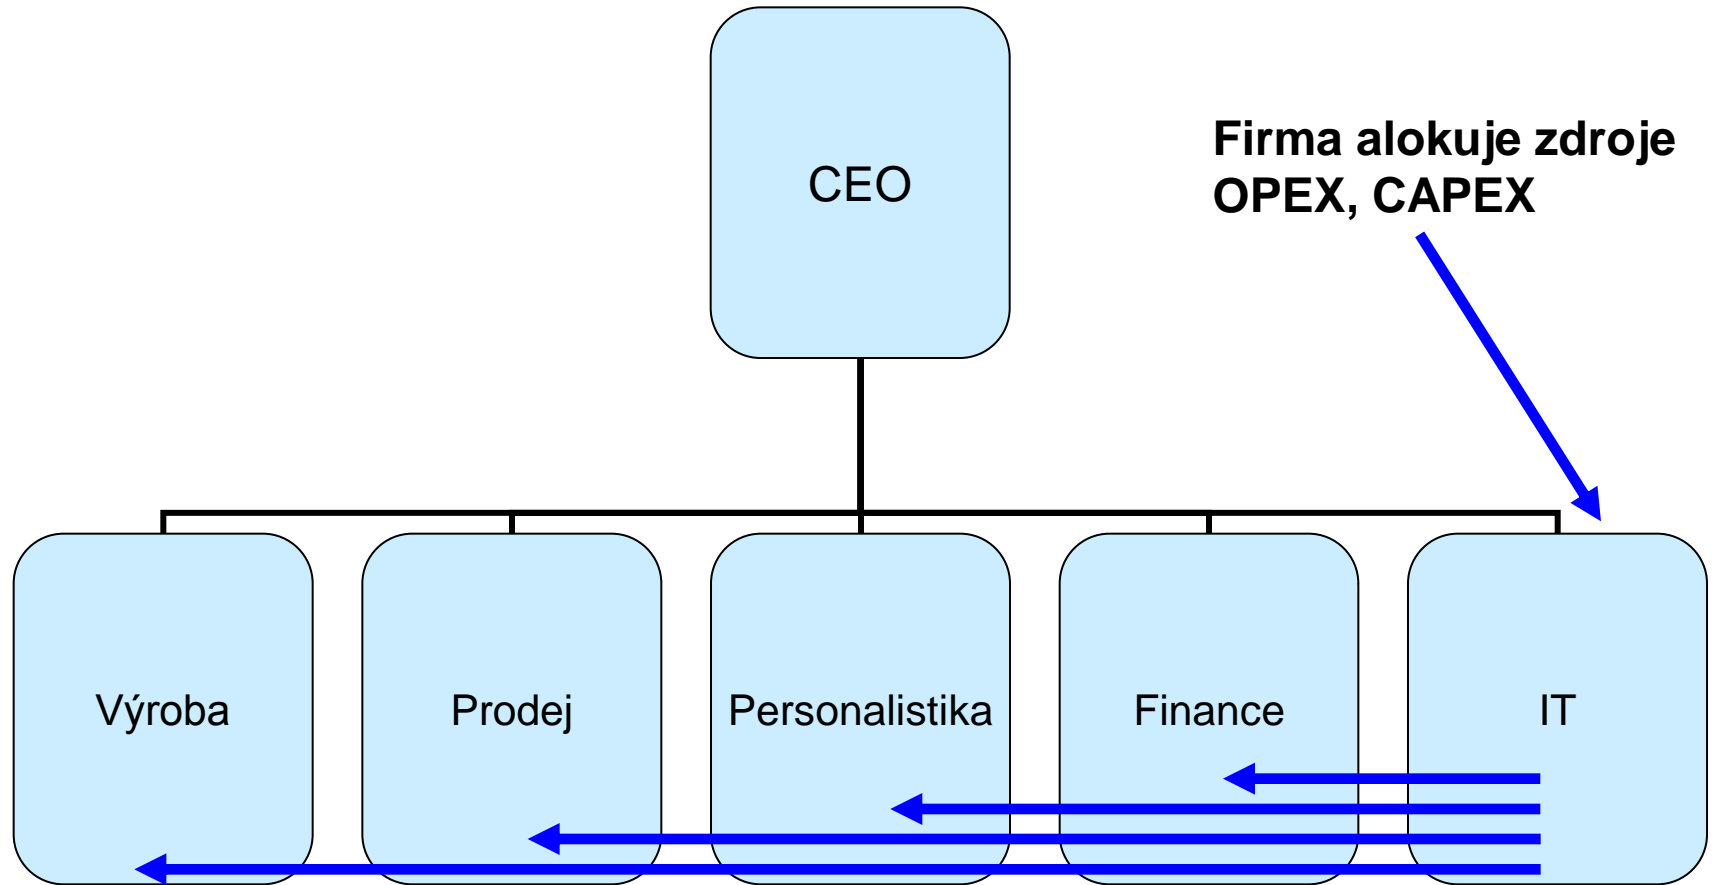 CEO
Firma alokuje zdroje
OPEX, CAPEX
Výroba
Prodej
Personalistika
Finance
IT